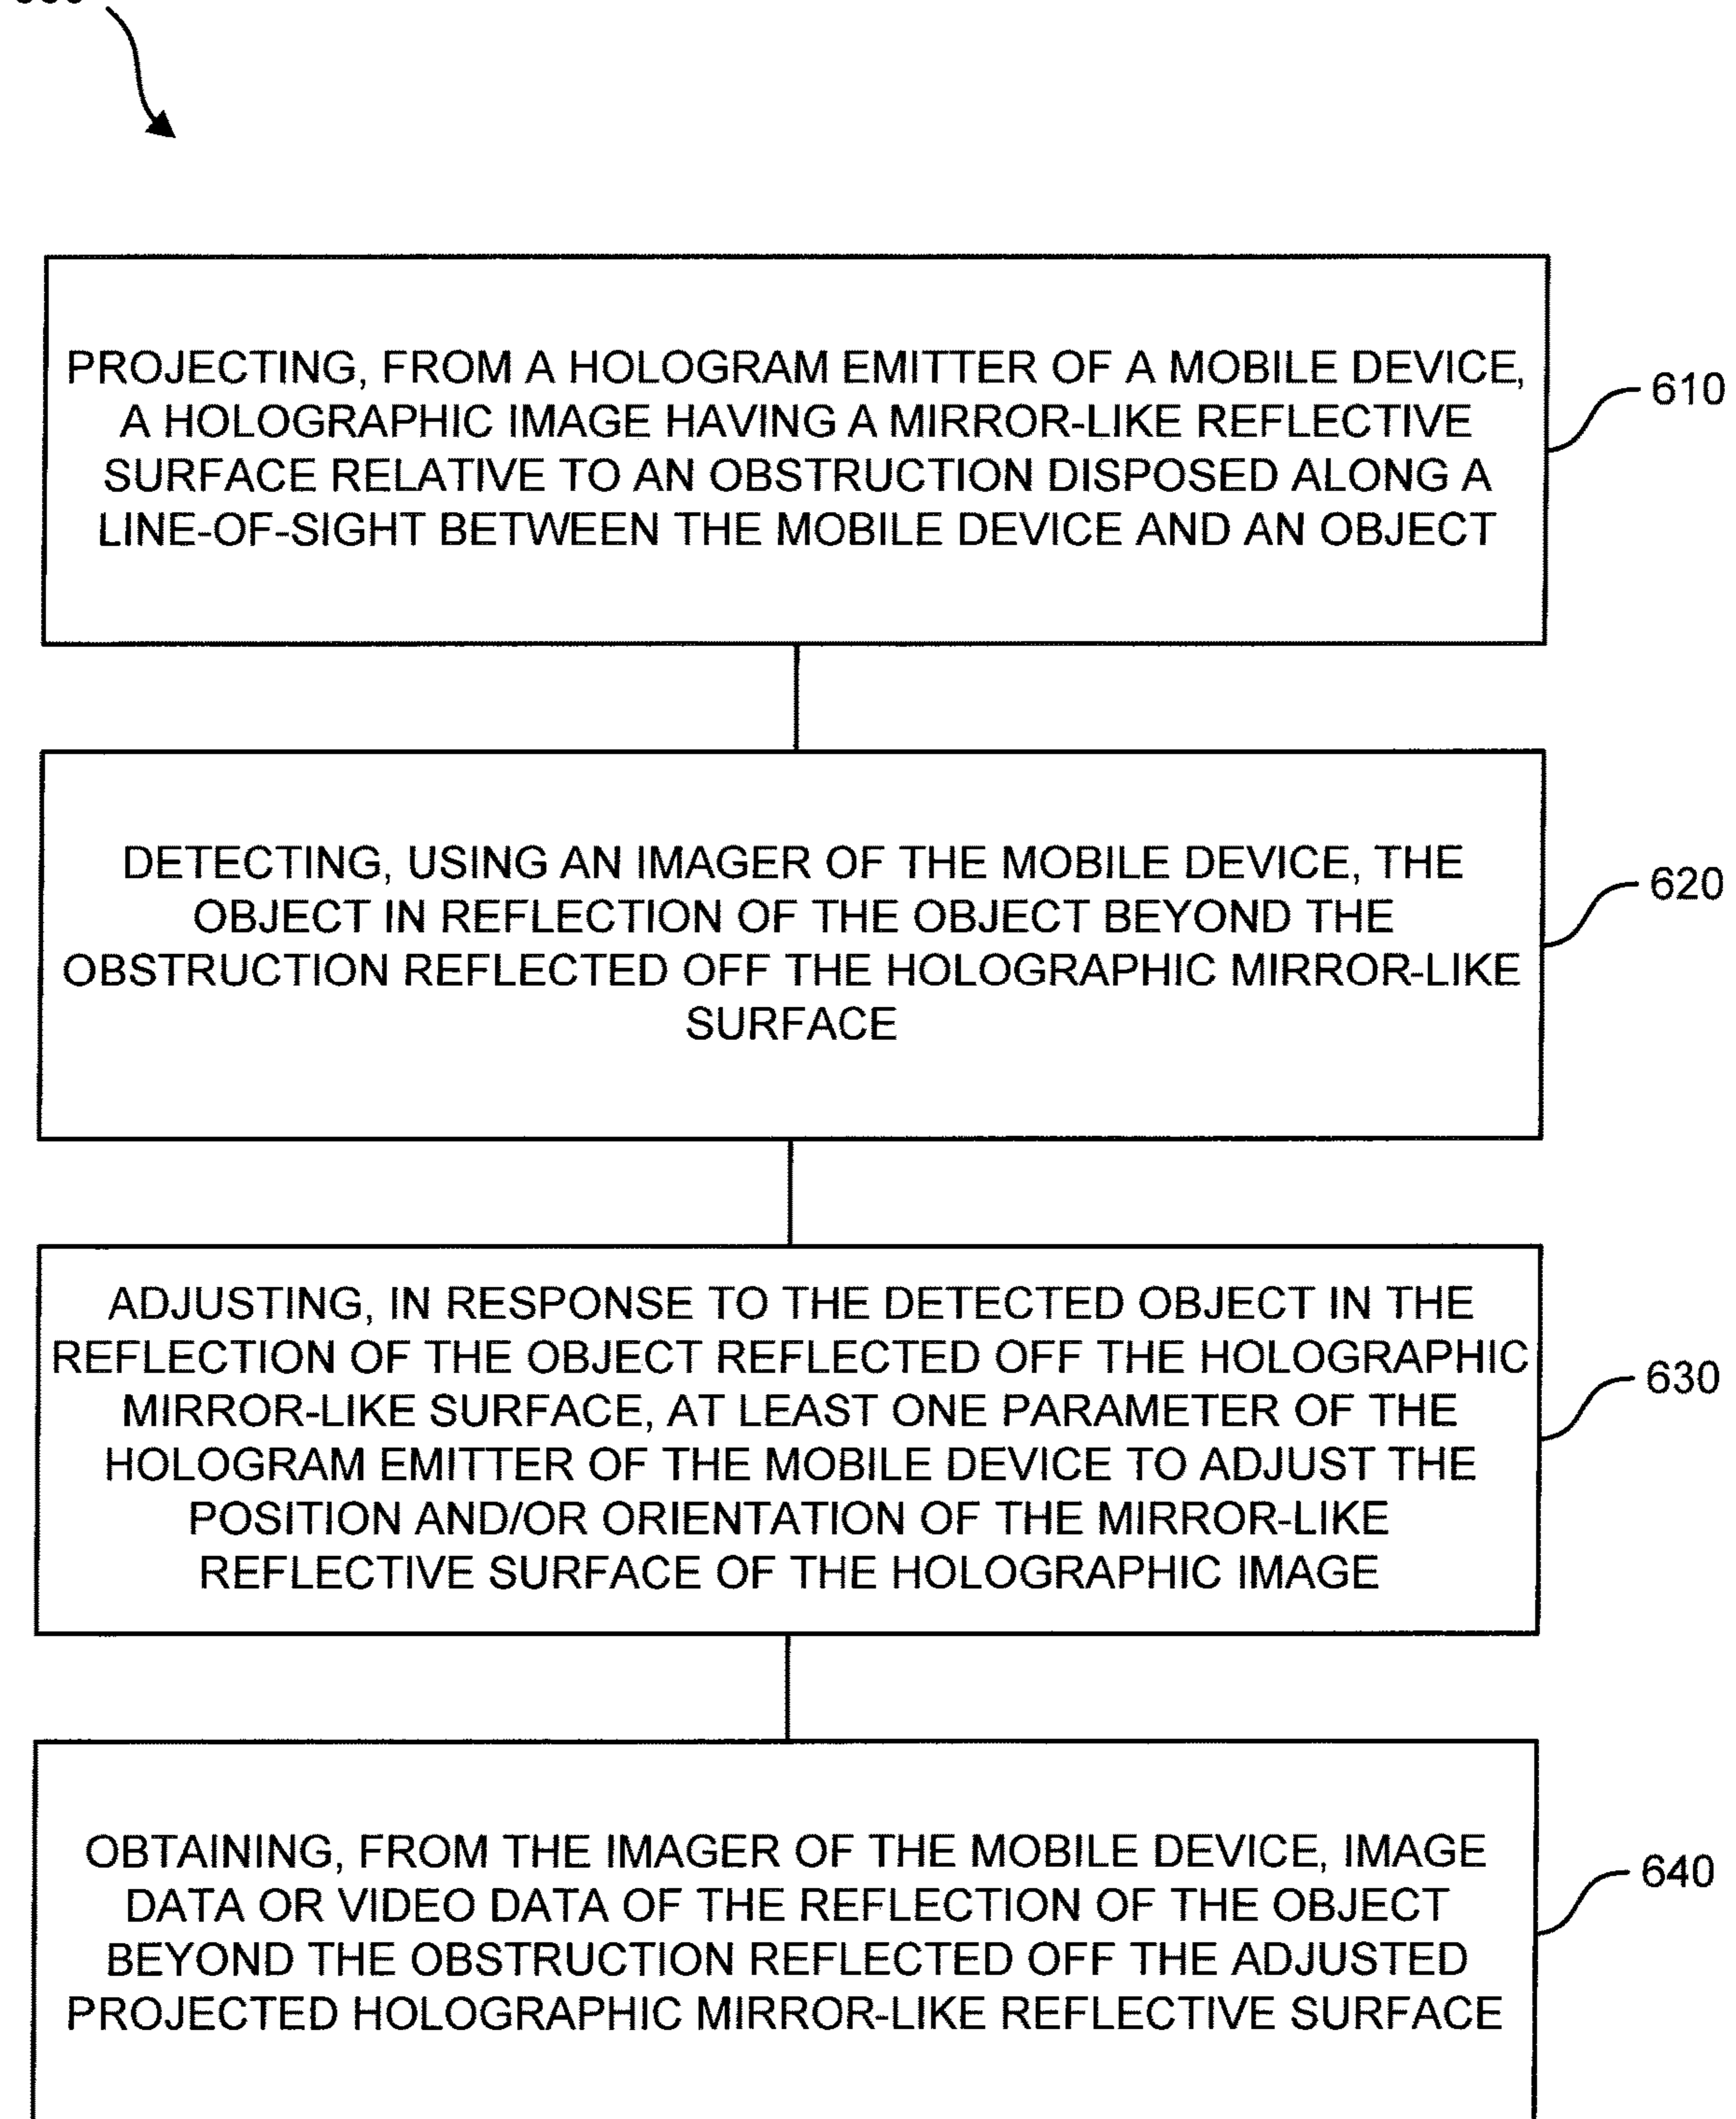 PROJECTING, FROM A HOLOGRAM EMITTER OF A MOBILE DEVICE,
A HOLOGRAPHIC IMAGE HAVING A MIRROR-LIKE REFLECTIVE
SURFACE RELATIVE TO AN OBSTRUCTION DISPOSED ALONG A
LINE-OF-SIGHT BETWEEN THE MOBILE DEVICE AND AN OBJECT
610
DETECTING, USING AN IMAGER OF THE MOBILE DEVICE, THE
OBJECT IN REFLECTION OF THE OBJECT BEYOND THE
OBSTRUCTION REFLECTED OFF THE HOLOGRAPHIC MIRROR-LIKE
SURFACE
620
ADJUSTING, IN RESPONSE TO THE DETECTED OBJECT IN THE
REFLECTION OF THE OBJECT REFLECTED OFF THE HOLOGRAPHIC
MIRROR-LIKE SURFACE, AT LEAST ONE PARAMETER OF THE
HOLOGRAM EMITTER OF THE MOBILE DEVICE TO ADJUST THE
POSITION AND/OR ORIENTATION OF THE MIRROR-LIKE
REFLECTIVE SURFACE OF THE HOLOGRAPHIC IMAGE
630
OBTAINING, FROM THE IMAGER OF THE MOBILE DEVICE, IMAGE
DATA OR VIDEO DATA OF THE REFLECTION OF THE OBJECT
BEYOND THE OBSTRUCTION REFLECTED OFF THE ADJUSTED
PROJECTED HOLOGRAPHIC MIRROR-LIKE REFLECTIVE SURFACE
640